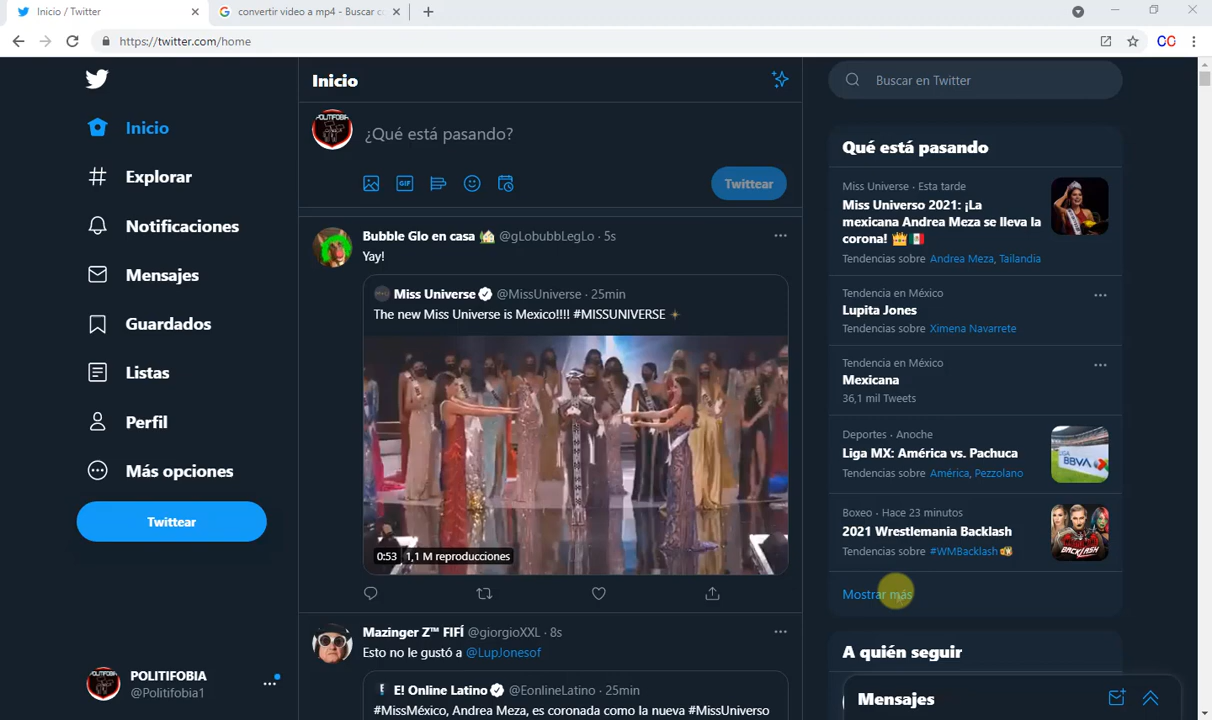 Inicio / Twitter
convertir video a mp4 - Buscar co
https://twitter.com/home
Inicio
Explorar
Notificaciones
Mensajes
Guardados
Listas
Perfil
Más opciones
Twittear
POLITIFOBIA
@Politifobia1
Inicio
POLITIFOBIA
¿Qué está pasando?
GIF
Twittear
Bubble Glo en casa 🏡 @gLobubbLegLo · 5s
Yay!
Miss Universe @MissUniverse · 25min
The new Miss Universe is Mexico!!!! #MISSUNIVERSE
0:53 1,1 M reproducciones
Mazinger Z™ FIFÍ @giorgioXXL · 8s
Esto no le gustó a @LupJonesof
E! Online Latino @EonlineLatino · 25min
#MissMéxico, Andrea Meza, es coronada como la nueva #MissUniverso
Buscar en Twitter
Qué está pasando
Miss Universe · Esta tarde
Miss Universo 2021: ¡La
mexicana Andrea Meza se lleva la
corona! 👑🇲🇽
Tendencias sobre Andrea Meza, Tailandia
Tendencia en México
Lupita Jones
Tendencias sobre Ximena Navarrete
Tendencia en México
Mexicana
36,1 mil Tweets
Deportes · Anoche
Liga MX: América vs. Pachuca
Tendencias sobre América, Pezzolano
LIGA
BBVA
Boxeo · Hace 23 minutos
2021 Wrestlemania Backlash
Tendencias sobre #WMBacklash
BACKLASH
Mostrar más
A quién seguir
Mensajes